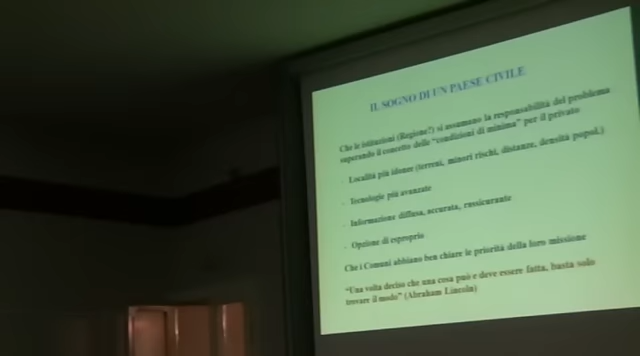 IL SOGNO DI UN PAESE CIVILE
Che le istituzioni (Regione?) si assumano la responsabilità del problema
superando il concetto delle "condizioni di minima" per il privato
- Località più idonee (terreni, minori rischi, distanze, densità popol.)
- Tecnologie più avanzate
- Informazione diffusa, accurata, rassicurante
- Opzione di esproprio
Che i Comuni abbiano ben chiare le priorità della loro missione
"Una volta deciso che una cosa può e deve essere fatta, basta solo
trovare il modo" (Abraham Lincoln)